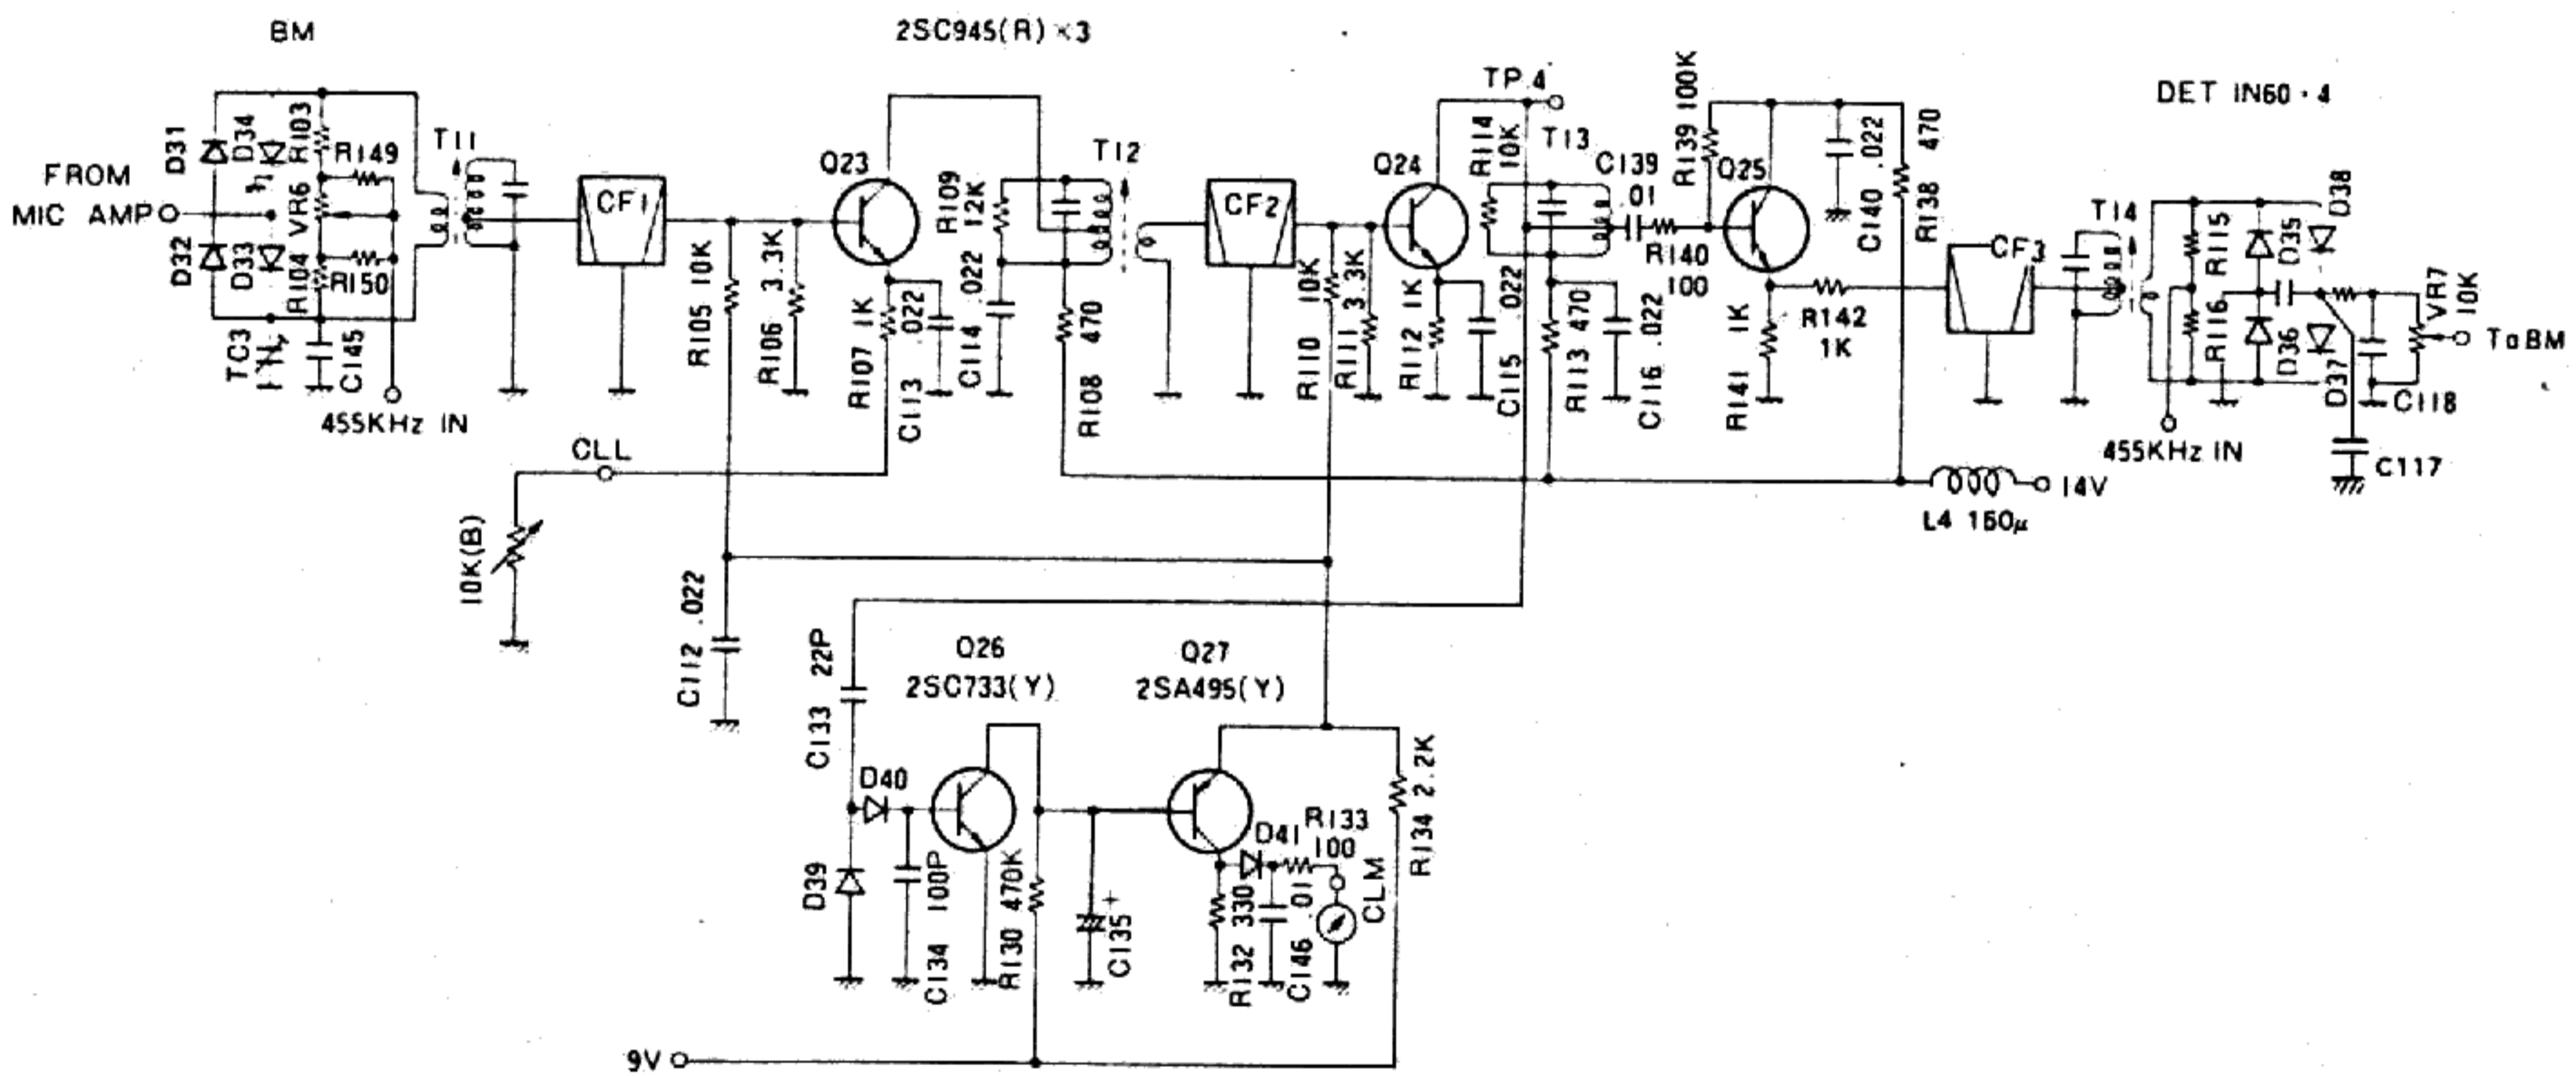 BM
2SC945(R)×3
TP.4
DET IN60・4
FROM
MIC AMP
D31
D34
R103
R149
T11
D32
D33
VR6
R104
R150
TC3
C145
455KHz IN
CF1
R105 10K
R106 3.3K
Q23
R107 1K
C113 .022
R109
12K
C114 .022
T12
R108 470
CF2
R110 10K
R111 3.3K
Q24
R112 1K
C115 .022
R114
10K
T13
R113 470
C116 .022
C139
.01
R140
100
R139 100K
Q25
R141 1K
R142
1K
C140 .022
R138 470
CF3
T14
R115
R116
D35
D36
D38
D37
VR7
10K
To BM
C118
C117
455KHz IN
L4 150μ
14V
CLL
10K(B)
C112 .022
C133 22P
D40
D39
C134 100P
Q26
2SC733(Y)
R130 470K
C135
+
Q27
2SA495(Y)
D41
R133
100
R132 330
C146 .01
CLM
R134 2.2K
9V